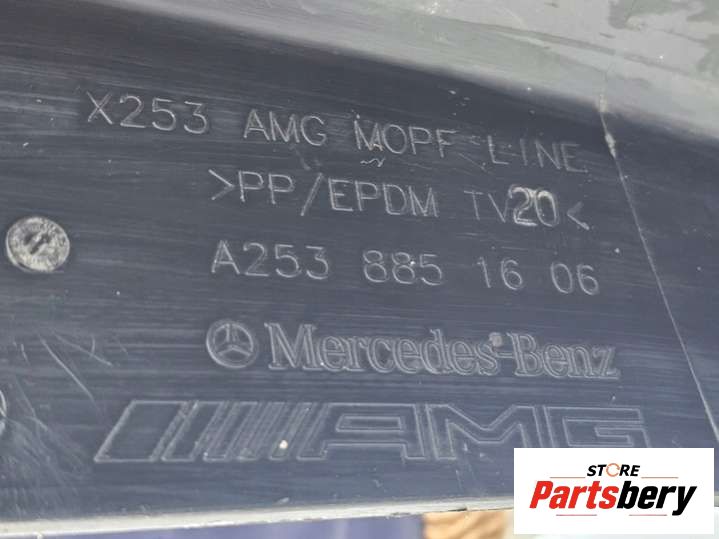 X253 AMG MOPF LINE
>PP/EPDM TV20<
A253 885 16 06
Mercedes-Benz
AMG
STORE
Partsbery